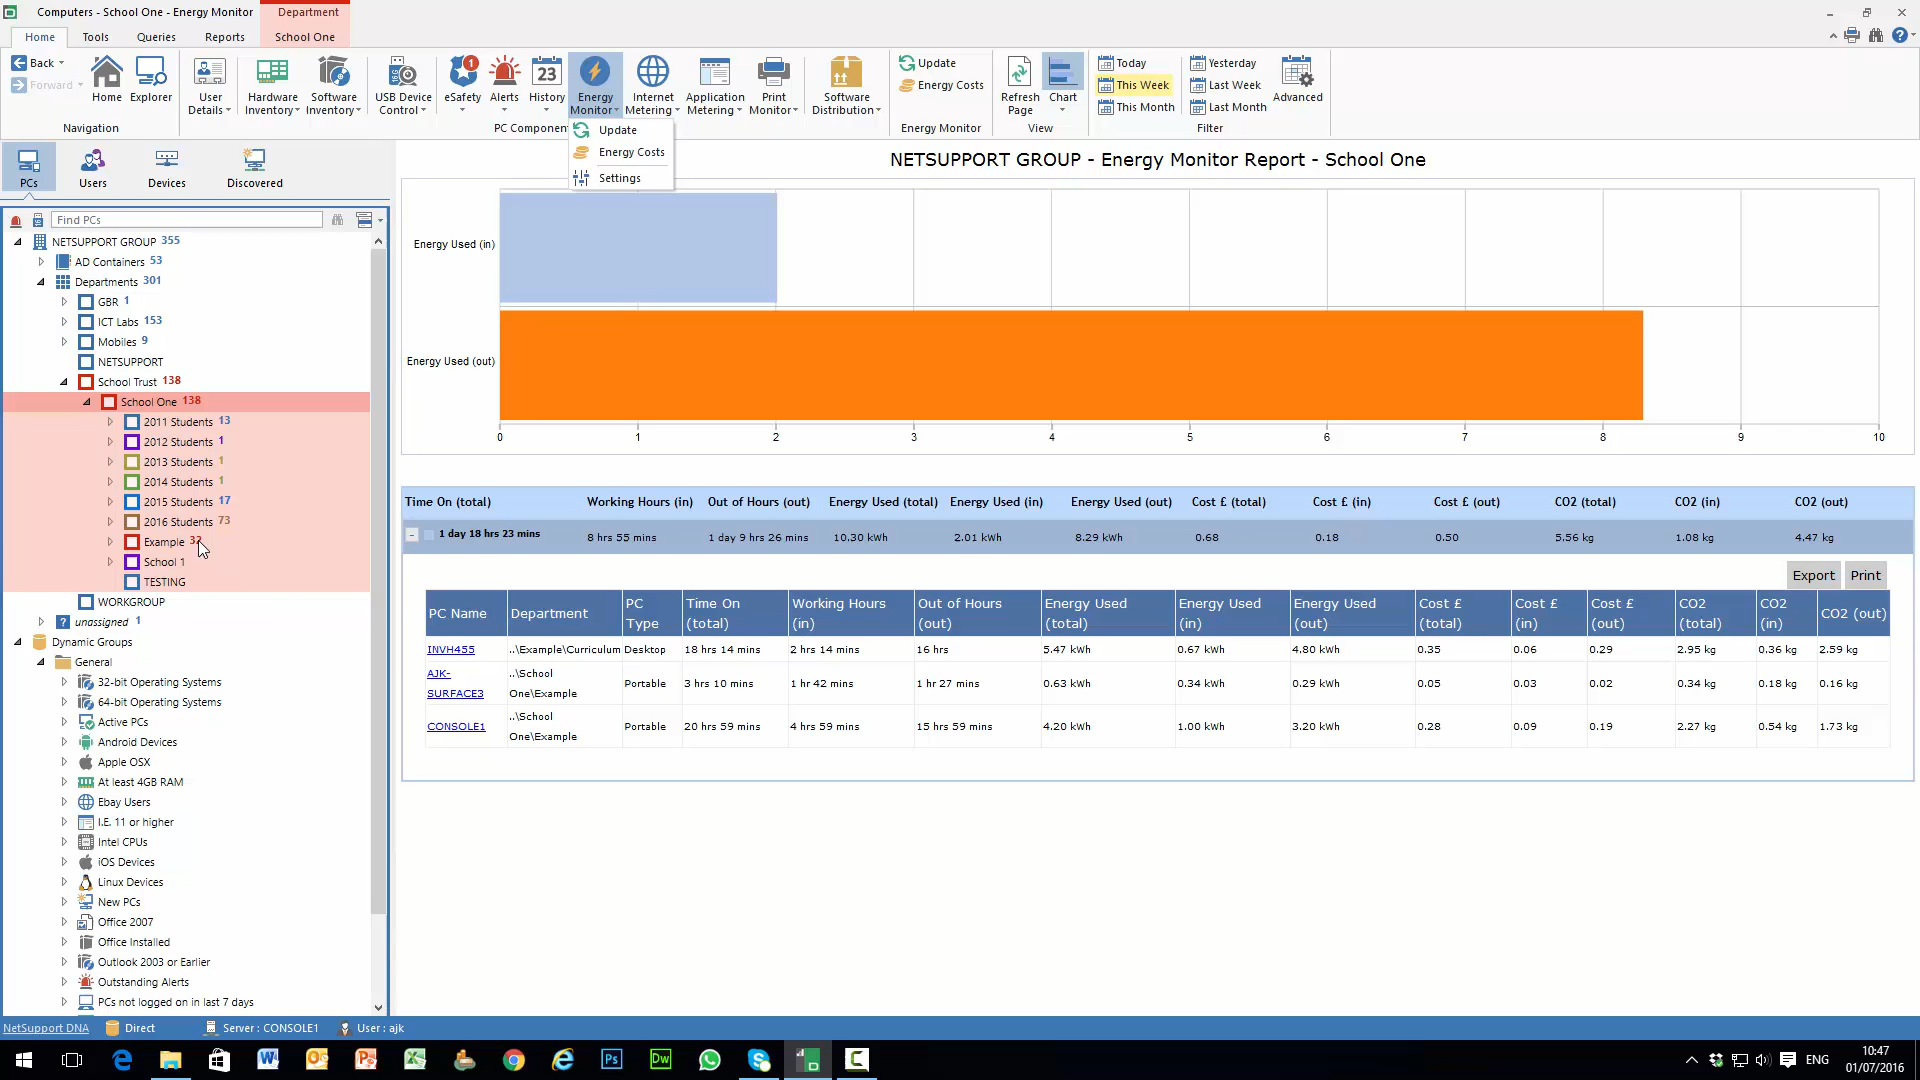 Computers - School One - Energy Monitor
Department
Home Tools Queries Reports School One
Back
Forward
Home
Explorer
Navigation
User Details
Hardware Inventory
Software Inventory
USB Device Control
1
eSafety
Alerts
23
History
Energy Monitor
Internet Metering
Application Metering
Print Monitor
Software Distribution
PC Component
Update
Energy Costs
Energy Monitor
Refresh Page
Chart
View
Today
This Week
This Month
Yesterday
Last Week
Last Month
Advanced
Filter
Update
Energy Costs
Settings
PCs
Users
Devices
Discovered
Find PCs
NETSUPPORT GROUP 355
AD Containers 53
Departments 301
GBR 1
ICT Labs 153
Mobiles 9
NETSUPPORT
School Trust 138
School One 138
2011 Students 13
2012 Students 1
2013 Students 1
2014 Students 1
2015 Students 17
2016 Students 73
Example 32
School 1
TESTING
WORKGROUP
? unassigned 1
Dynamic Groups
General
32-bit Operating Systems
64-bit Operating Systems
Active PCs
Android Devices
Apple OSX
At least 4GB RAM
Ebay Users
I.E. 11 or higher
Intel CPUs
iOS Devices
Linux Devices
New PCs
Office 2007
Office Installed
Outlook 2003 or Earlier
Outstanding Alerts
PCs not logged on in last 7 days
NETSUPPORT GROUP - Energy Monitor Report - School One
Energy Used (in)
Energy Used (out)
0 1 2 3 4 5 6 7 8 9 10
Time On (total) Working Hours (in) Out of Hours (out) Energy Used (total) Energy Used (in) Energy Used (out) Cost £ (total) Cost £ (in) Cost £ (out) CO2 (total) CO2 (in) CO2 (out)
1 day 18 hrs 23 mins 8 hrs 55 mins 1 day 9 hrs 26 mins 10.30 kWh 2.01 kWh 8.29 kWh 0.68 0.18 0.50 5.56 kg 1.08 kg 4.47 kg
Export Print
PC Name Department PC Type Time On (total) Working Hours (in) Out of Hours (out) Energy Used (total) Energy Used (in) Energy Used (out) Cost £ (total) Cost £ (in) Cost £ (out) CO2 (total) CO2 (in) CO2 (out)
INVH455 ..\Example\Curriculum Desktop 18 hrs 14 mins 2 hrs 14 mins 16 hrs 5.47 kWh 0.67 kWh 4.80 kWh 0.35 0.06 0.29 2.95 kg 0.36 kg 2.59 kg
AJK-SURFACE3 ..\School One\Example Portable 3 hrs 10 mins 1 hr 42 mins 1 hr 27 mins 0.63 kWh 0.34 kWh 0.29 kWh 0.05 0.03 0.02 0.34 kg 0.18 kg 0.16 kg
CONSOLE1 ..\School One\Example Portable 20 hrs 59 mins 4 hrs 59 mins 15 hrs 59 mins 4.20 kWh 1.00 kWh 3.20 kWh 0.28 0.09 0.19 2.27 kg 0.54 kg 1.73 kg
NetSupport DNA Direct Server : CONSOLE1 User : ajk
Ps
Dw
ENG
10:47
01/07/2016